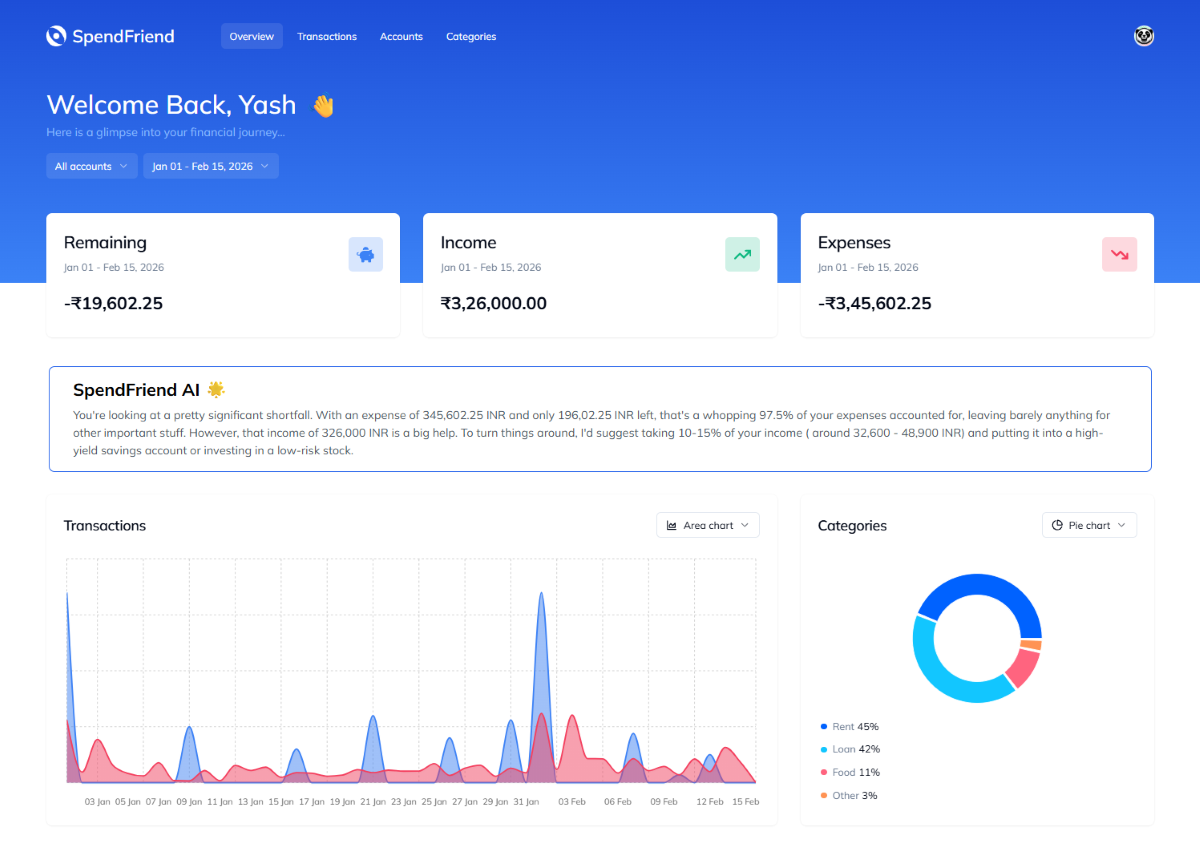 SpendFriend
Overview
Transactions
Accounts
Categories
Welcome Back, Yash 👋
Here is a glimpse into your financial journey...
All accounts
Jan 01 - Feb 15, 2026
Remaining
Jan 01 - Feb 15, 2026
-₹19,602.25
Income
Jan 01 - Feb 15, 2026
₹3,26,000.00
Expenses
Jan 01 - Feb 15, 2026
-₹3,45,602.25
SpendFriend AI 🌟
You're looking at a pretty significant shortfall. With an expense of 345,602.25 INR and only 196,02.25 INR left, that's a whopping 97.5% of your expenses accounted for, leaving barely anything for
other important stuff. However, that income of 326,000 INR is a big help. To turn things around, I'd suggest taking 10-15% of your income ( around 32,600 - 48,900 INR) and putting it into a high-
yield savings account or investing in a low-risk stock.
Transactions
Area chart
03 Jan 05 Jan 07 Jan 09 Jan 11 Jan 13 Jan 15 Jan 17 Jan 19 Jan 21 Jan 23 Jan 25 Jan 27 Jan 29 Jan 31 Jan 03 Feb 06 Feb 09 Feb 12 Feb 15 Feb
Categories
Pie chart
Rent 45%
Loan 42%
Food 11%
Other 3%